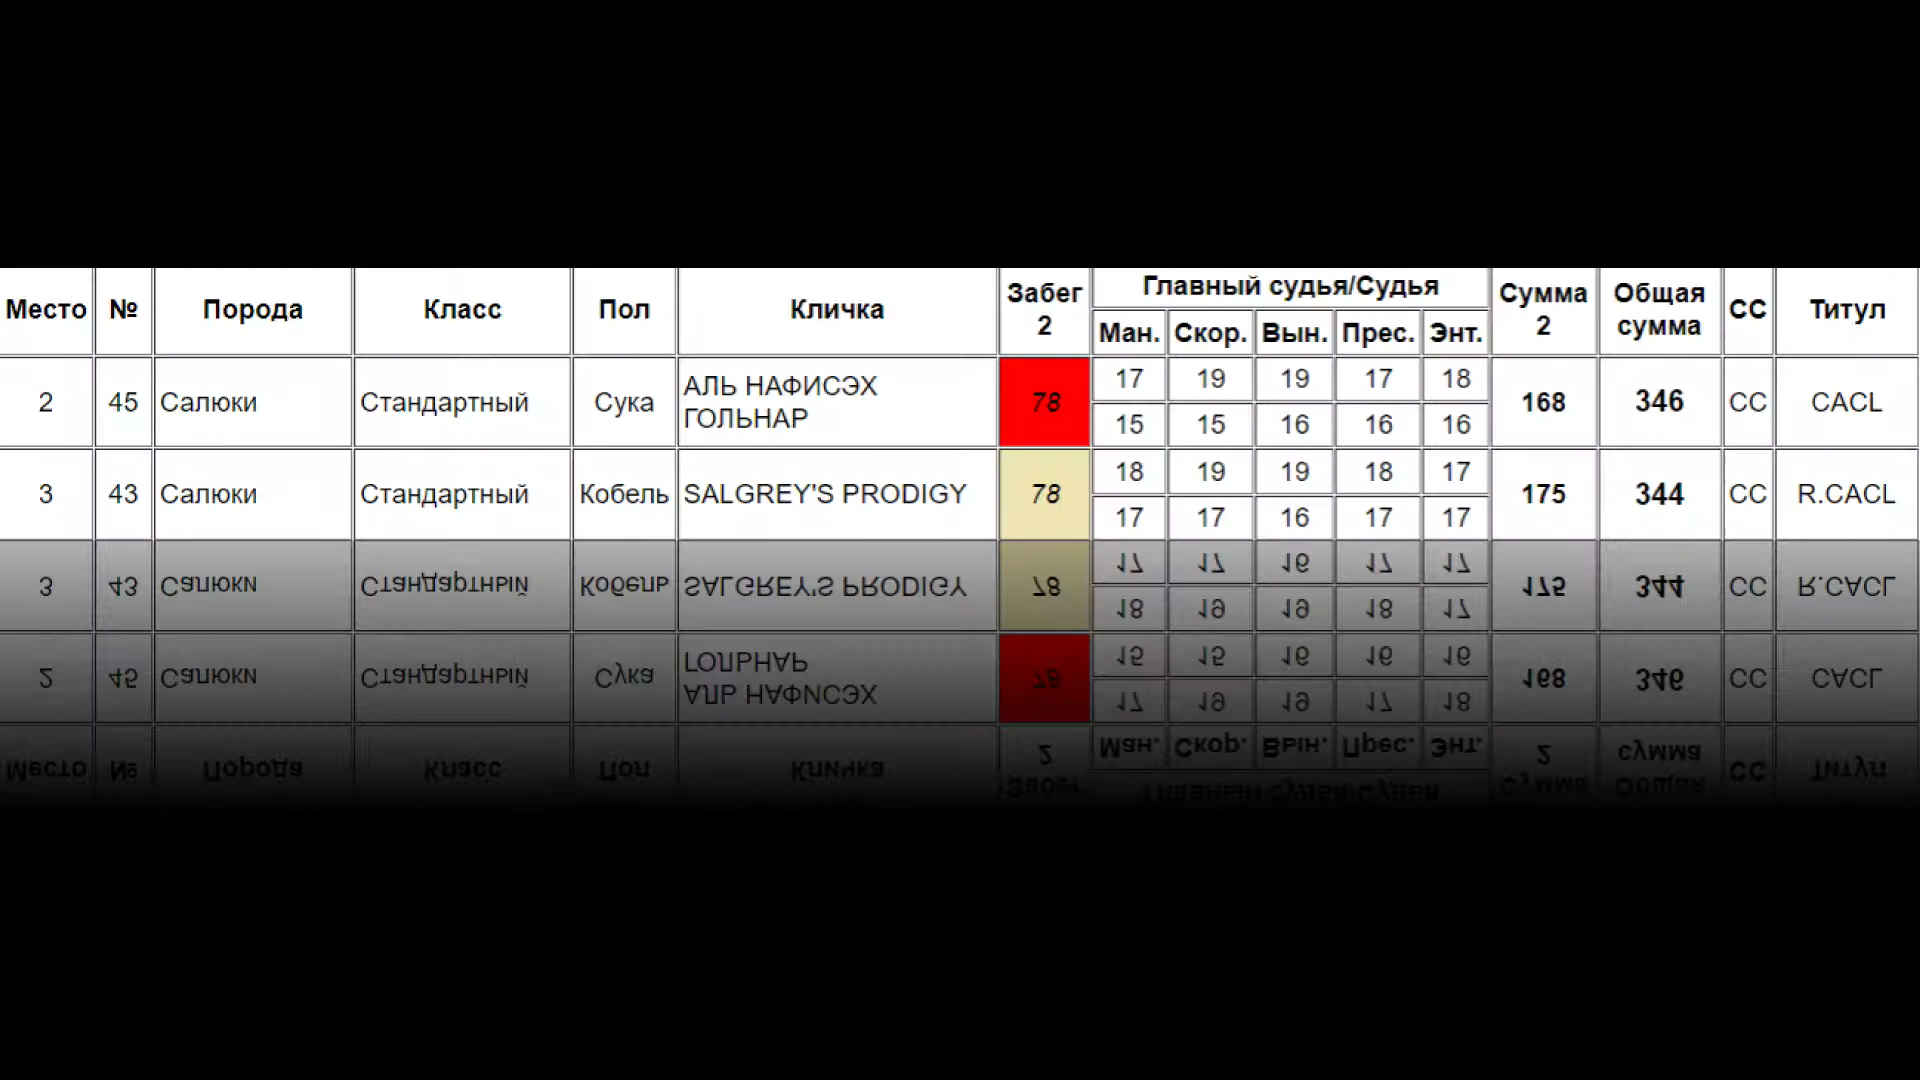 Место № Порода Класс Пол Кличка Забег 2 Главный судья/Судья Сумма 2 Общая сумма СС Титул
Ман. Скор. Вын. Прес. Энт.
2 45 Салюки Стандартный Сука АЛЬ НАФИСЭХ ГОЛЬНАР 78 17 19 19 17 18 168 346 CC CACL
15 15 16 16 16
3 43 Салюки Стандартный Кобель SALGREY'S PRODIGY 78 18 19 19 18 17 175 344 CC R.CACL
17 17 16 17 17